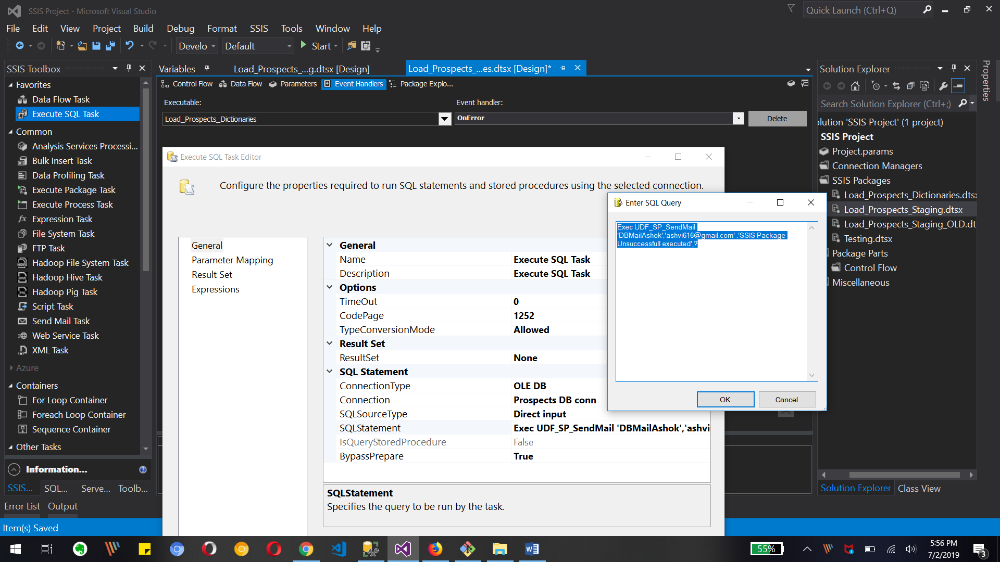 SSIS Project - Microsoft Visual Studio
Quick Launch (Ctrl+Q)
File Edit View Project Build Debug Format SSIS Tools Window Help
Develo Default Start
SSIS Toolbox
Favorites
Data Flow Task
Execute SQL Task
Common
Analysis Services Processi...
Bulk Insert Task
Data Profiling Task
Execute Package Task
Execute Process Task
Expression Task
File System Task
FTP Task
Hadoop File System Task
Hadoop Hive Task
Hadoop Pig Task
Script Task
Send Mail Task
Web Service Task
XML Task
Azure
Containers
For Loop Container
Foreach Loop Container
Sequence Container
Other Tasks
Information...
SSIS... SQL... Serve... Toolb...
Error List Output
Item(s) Saved
Variables Load_Prospects_...g.dtsx [Design] Load_Prospects_...es.dtsx [Design]*
Control Flow Data Flow Parameters Event Handlers Package Explo...
Executable: Event handler:
Load_Prospects_Dictionaries OnError Delete
Execute SQL Task Editor
Configure the properties required to run SQL statements and stored procedures using the selected connection.
General
Parameter Mapping
Result Set
Expressions
General
Name Execute SQL Task
Description Execute SQL Task
Options
TimeOut 0
CodePage 1252
TypeConversionMode Allowed
Result Set
ResultSet None
SQL Statement
ConnectionType OLE DB
Connection Prospects DB conn
SQLSourceType Direct input
SQLStatement Exec UDF_SP_SendMail 'DBMailAshok','ashvi
IsQueryStoredProcedure False
BypassPrepare True
SQLStatement
Specifies the query to be run by the task.
Enter SQL Query
Exec UDF_SP_SendMail
'DBMailAshok','ashvi616@gmail.com' ,'SSIS Package
Unsuccessfull executed',?
OK Cancel
Solution Explorer
Search Solution Explorer (Ctrl+;)
olution 'SSIS Project' (1 project)
SSIS Project
Project.params
Connection Managers
SSIS Packages
Load_Prospects_Dictionaries.dtsx
Load_Prospects_Staging.dtsx
Load_Prospects_Staging_OLD.dt
Testing.dtsx
Package Parts
Control Flow
Miscellaneous
Solution Explorer Class View
Properties
55%
5:56 PM
7/2/2019
3